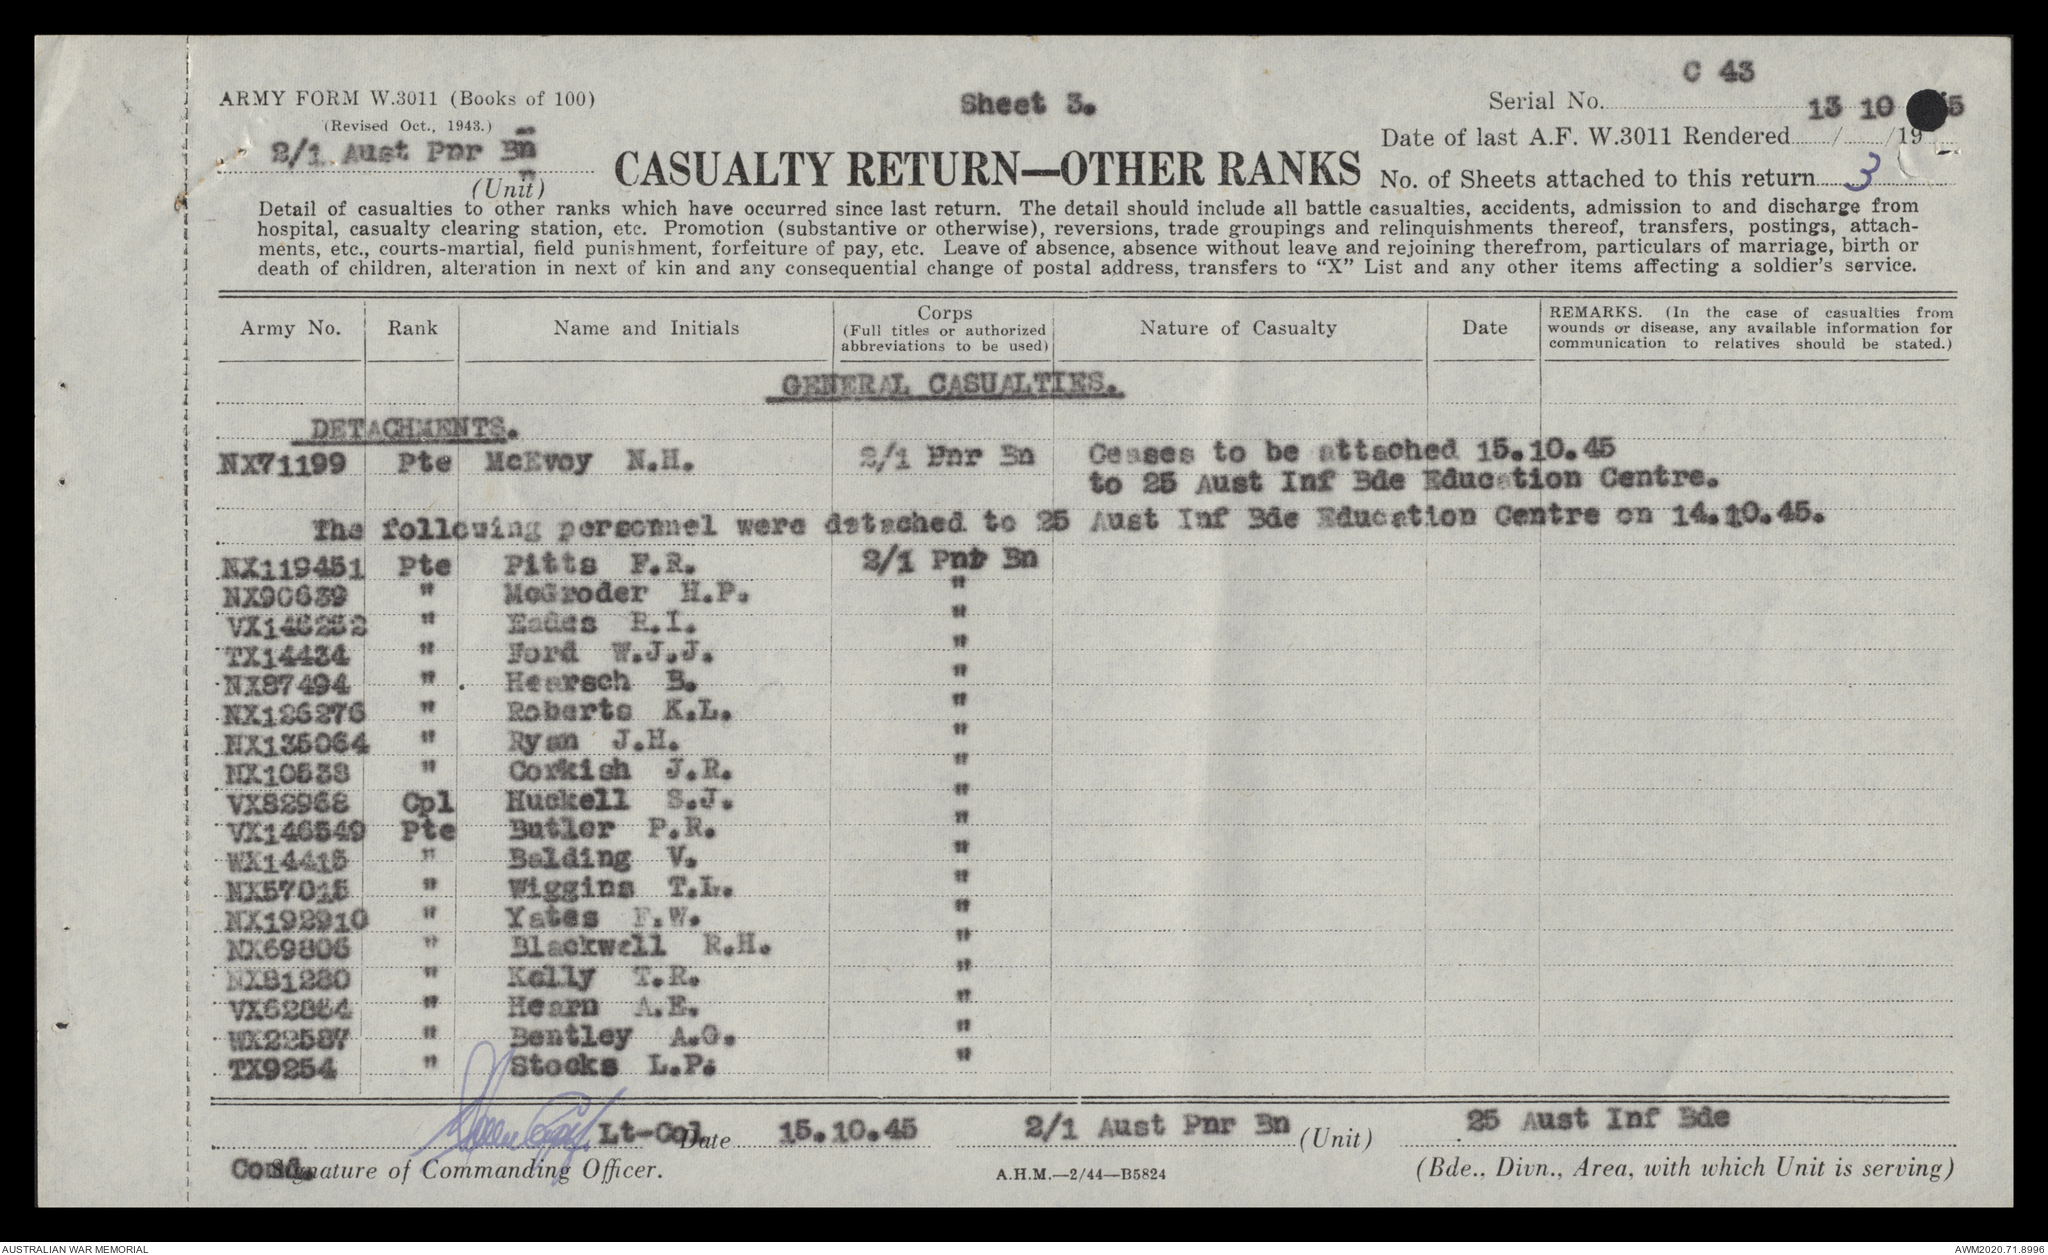 C 43
ARMY FORM W.3011 (Books of 100)
Sheet 3.
Serial No.
(Revised Oct., 1943.)
13 10 5
2/1 Aust Pnr Bn
(Unit)
CASUALTY RETURN—OTHER RANKS
Date of last A.F. W.3011 Rendered / /19
No. of Sheets attached to this return 3
Detail of casualties to other ranks which have occurred since last return. The detail should include all battle casualties, accidents, admission to and discharge from
hospital, casualty clearing station, etc. Promotion (substantive or otherwise), reversions, trade groupings and relinquishments thereof, transfers, postings, attach-
ments, etc., courts-martial, field punishment, forfeiture of pay, etc. Leave of absence, absence without leave and rejoining therefrom, particulars of marriage, birth or
death of children, alteration in next of kin and any consequential change of postal address, transfers to “X” List and any other items affecting a soldier’s service.
Army No. Rank Name and Initials Corps (Full titles or authorized abbreviations to be used) Nature of Casualty Date REMARKS. (In the case of casualties from wounds or disease, any available information for communication to relatives should be stated.)
GENERAL CASUALTIES.
DETACHMENTS.
NX71199 Pte McEvoy N.H. 2/1 Pnr Bn Ceases to be attached 15.10.45
to 25 Aust Inf Bde Education Centre.
The following personnel were detached to 25 Aust Inf Bde Education Centre on 14.10.45.
NX119451 Pte Pitts F.R. 2/1 Pnr Bn
NX90639 " McGroder H.P. "
VX146252 " Eades R.I. "
TX14434 " Ford W.J.J. "
NX87494 " Hearsch B. "
NX126276 " Roberts K.L. "
NX135064 " Ryan J.H. "
NX10538 " Corkish J.R. "
VX82968 Cpl Huckell S.J. "
VX146549 Pte Butler P.R. "
WX14415 " Balding V. "
NX57015 " Wiggins T.L. "
NX192910 " Yates F.W. "
NX69806 " Blackwell R.H. "
NX81280 " Kelly T.R. "
" Hearn A.E. "
WX22587 " Bentley A.G. "
TX9254 " Stocks L.P. "
Lt-Col Date 15.10.45 2/1 Aust Pnr Bn (Unit) 25 Aust Inf Bde
Comd. Signature of Commanding Officer. A.H.M.—2/44—B5824 (Bde., Divn., Area, with which Unit is serving)
AUSTRALIAN WAR MEMORIAL
AWM2020.71.8996